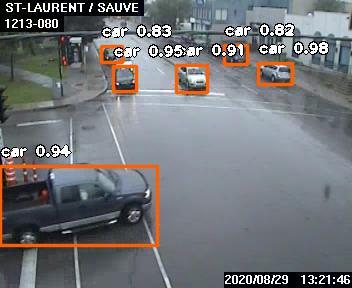 ST-LAURENT / SAUVE
1213-080
car 0.83
car 0.82
car 0.95
car 0.91
car 0.98
car 0.94
2020/08/29 13:21:46